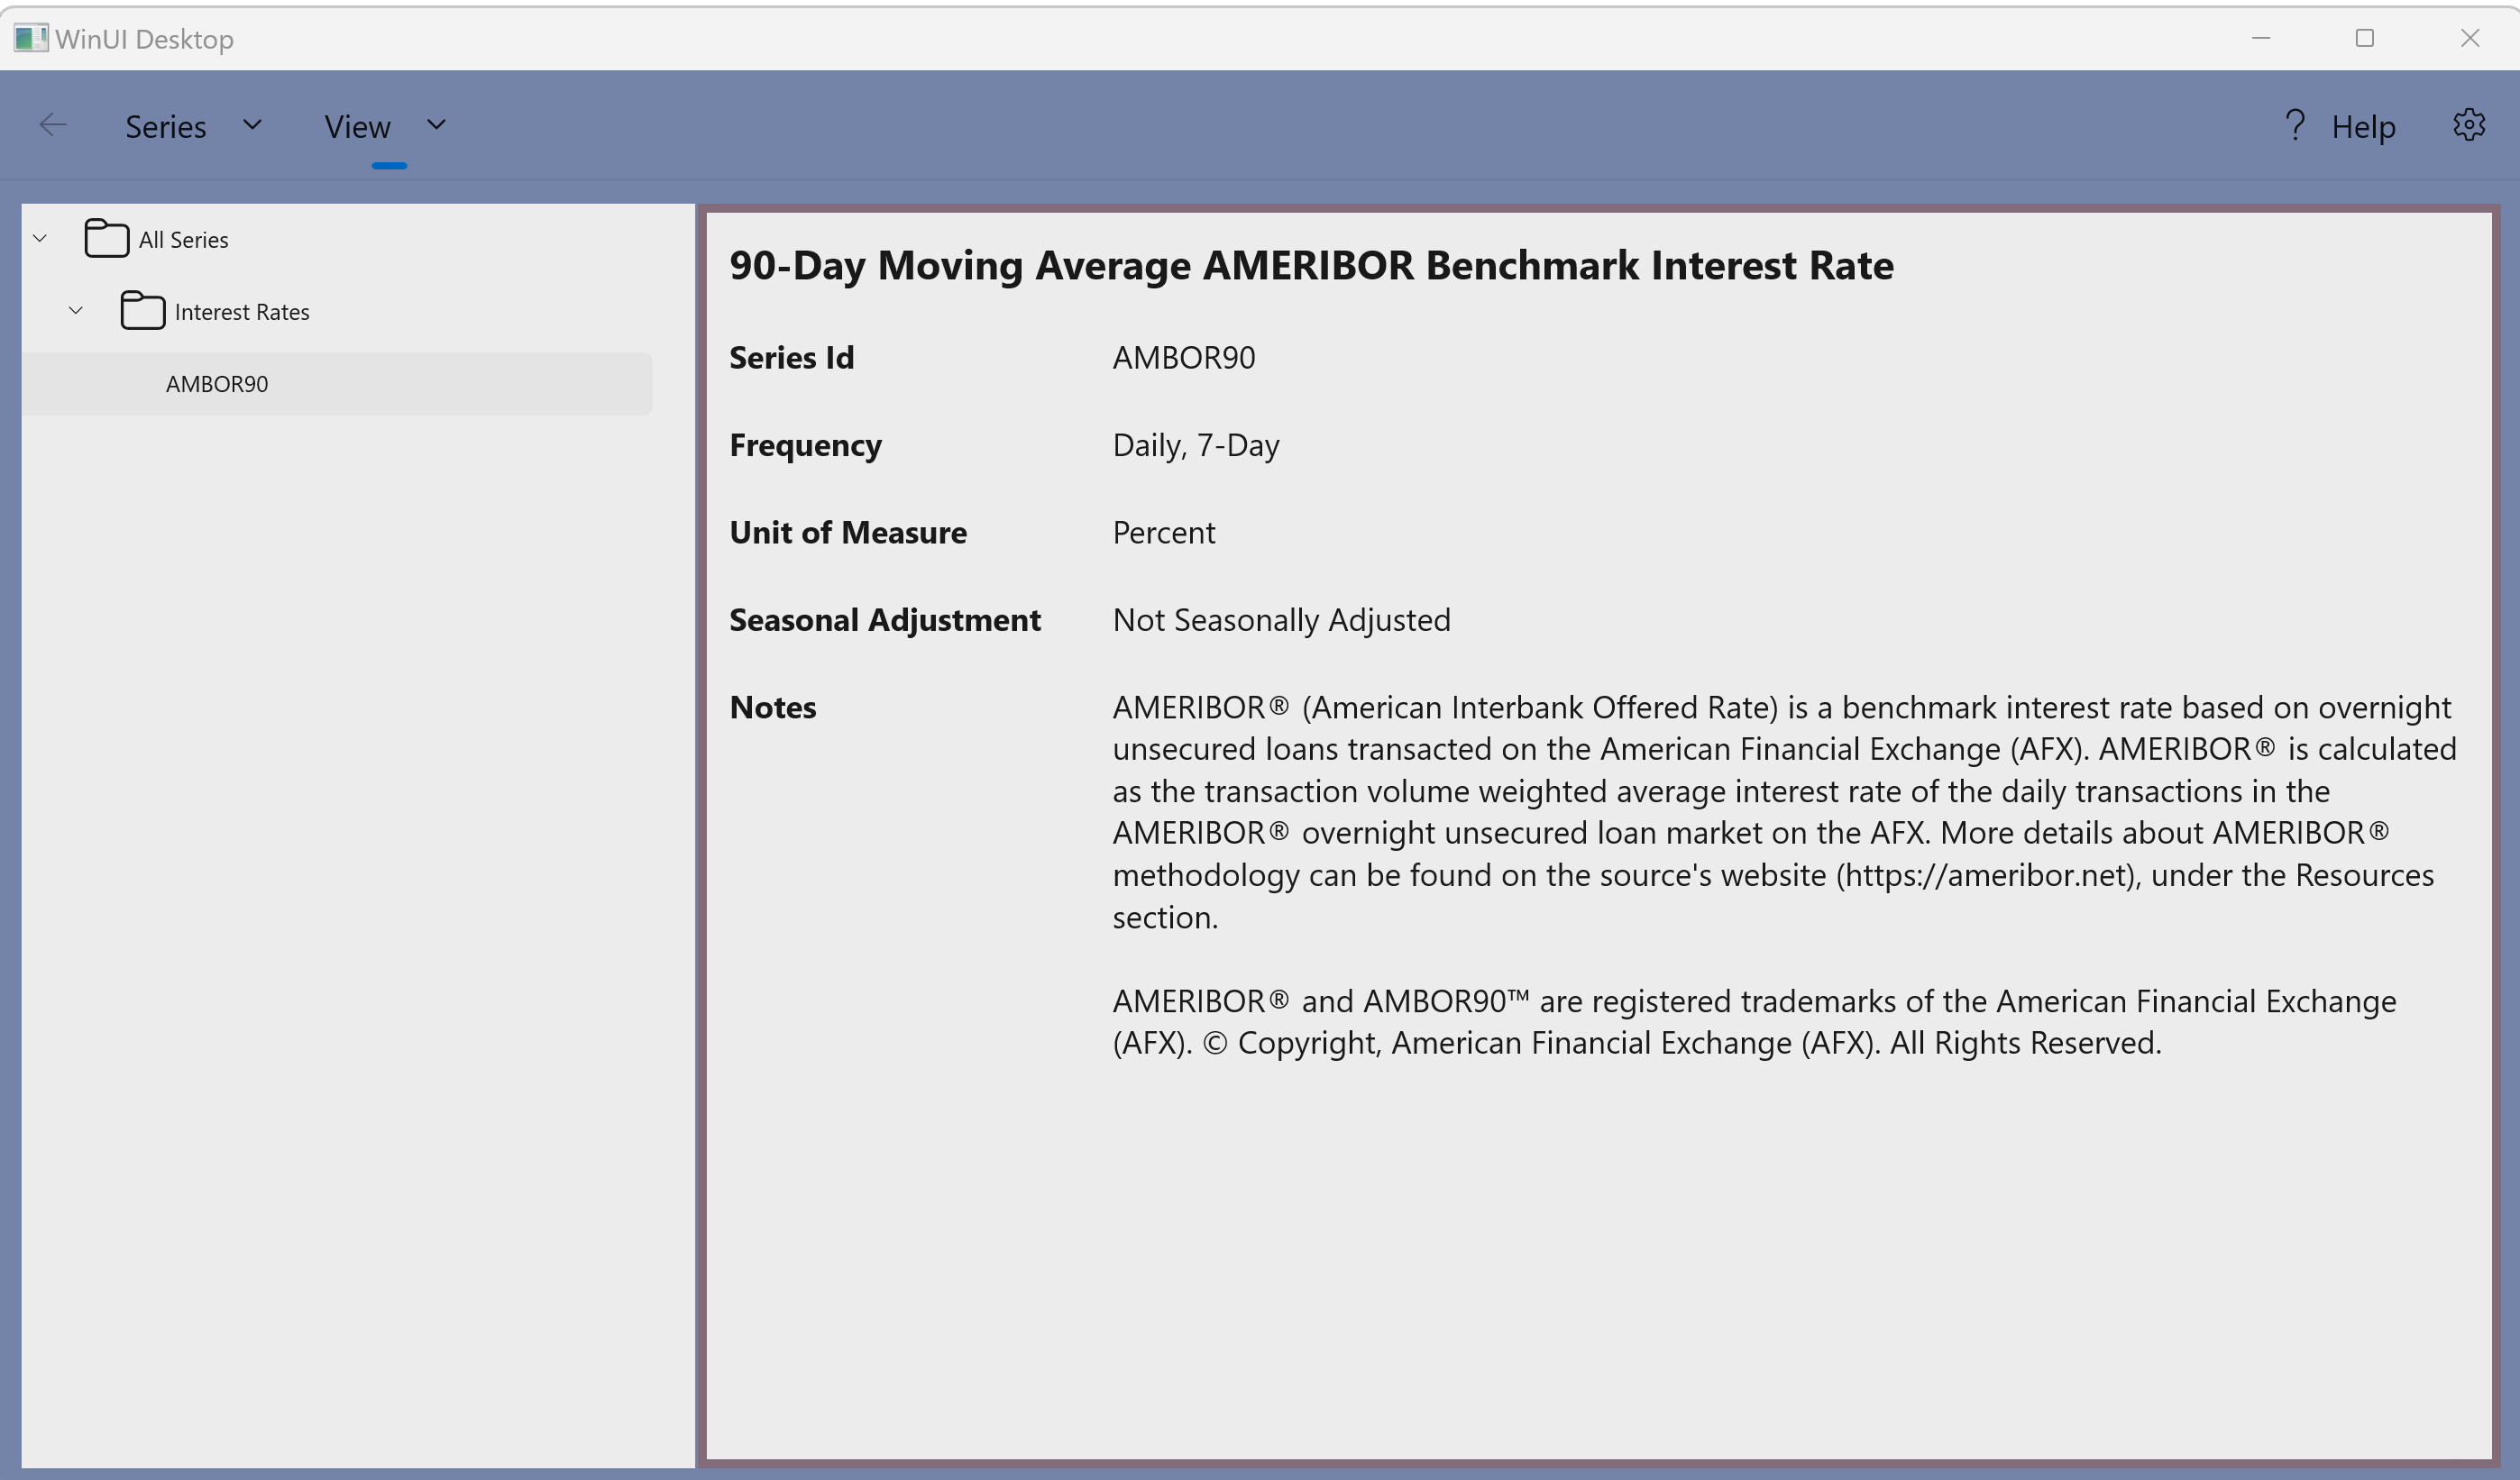 WinUI Desktop
Series
View
? Help
All Series
Interest Rates
AMBOR90
90-Day Moving Average AMERIBOR Benchmark Interest Rate
Series Id AMBOR90
Frequency Daily, 7-Day
Unit of Measure Percent
Seasonal Adjustment Not Seasonally Adjusted
Notes AMERIBOR® (American Interbank Offered Rate) is a benchmark interest rate based on overnight
unsecured loans transacted on the American Financial Exchange (AFX). AMERIBOR® is calculated
as the transaction volume weighted average interest rate of the daily transactions in the
AMERIBOR® overnight unsecured loan market on the AFX. More details about AMERIBOR®
methodology can be found on the source's website (https://ameribor.net), under the Resources
section.
AMERIBOR® and AMBOR90™ are registered trademarks of the American Financial Exchange
(AFX). © Copyright, American Financial Exchange (AFX). All Rights Reserved.